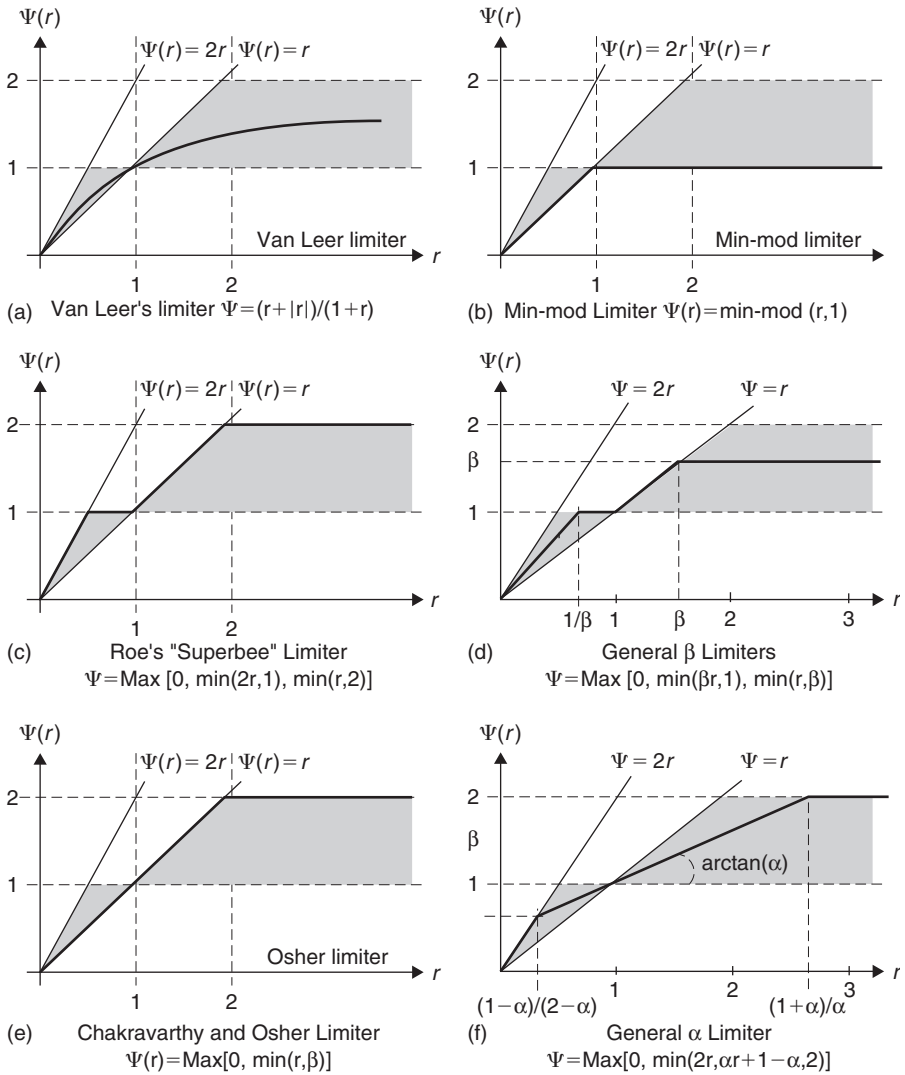 Ψ(r)
Ψ(r)=2r
Ψ(r)=r
2
1
Van Leer limiter
r
1
2
(a) Van Leer's limiter Ψ=(r+|r|)/(1+r)
Ψ(r)
Ψ(r)=2r
Ψ(r)=r
2
1
Min-mod limiter
r
1
2
(b) Min-mod Limiter Ψ(r)=min-mod (r,1)
Ψ(r)
Ψ(r)=2r
Ψ(r)=r
2
1
r
1
2
(c) Roe's "Superbee" Limiter
Ψ=Max [0, min(2r,1), min(r,2)]
Ψ(r)
Ψ=2r
Ψ=r
2
β
1
r
1/β
1
β
2
3
(d) General β Limiters
Ψ=Max [0, min(βr,1), min(r,β)]
Ψ(r)
Ψ(r)=2r
Ψ(r)=r
2
1
Osher limiter
r
1
2
(e) Chakravarthy and Osher Limiter
Ψ(r)=Max[0, min(r,β)]
Ψ(r)
Ψ=2r
Ψ=r
2
β
1
arctan(α)
r
1
2
3
(1−α)/(2−α)
(1+α)/α
(f) General α Limiter
Ψ=Max[0, min(2r,αr+1−α,2)]